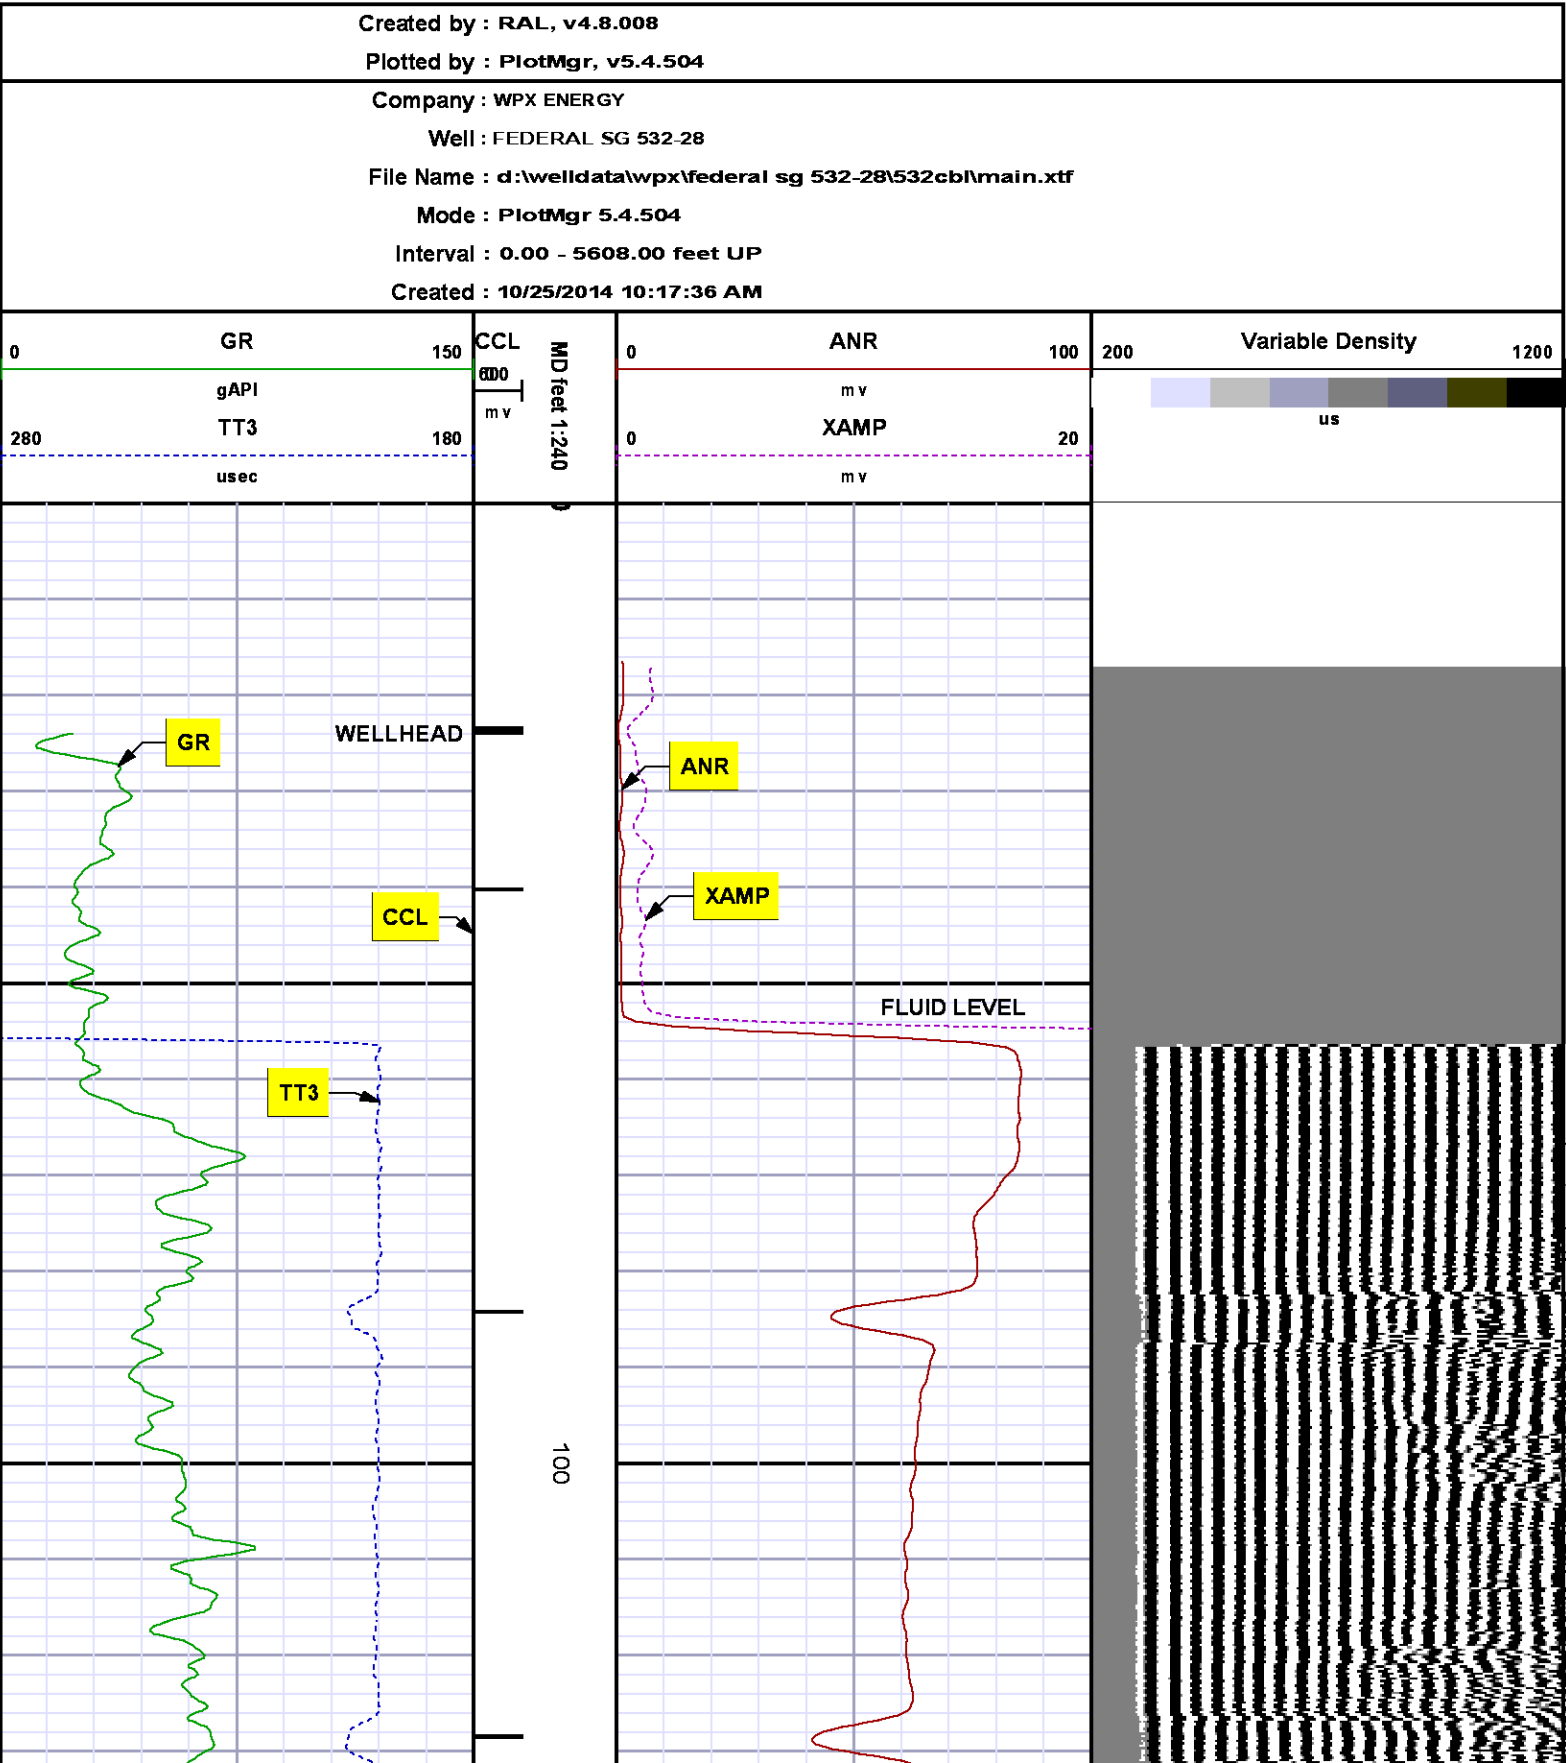 Created by : RAL, v4.8.008
Plotted by : PlotMgr, v5.4.504
Company : WPX ENERGY
Well : FEDERAL SG 532-28
File Name : d:\welldata\wpx\federal sg 532-28\532cbl\main.xtf
Mode : PlotMgr 5.4.504
Interval : 0.00 - 5608.00 feet UP
Created : 10/25/2014 10:17:36 AM
0 GR 150
gAPI
280 TT3 180
usec
CCL
mv
MD feet 1:240
0 ANR 100
mv
0 XAMP 20
mv
200 Variable Density 1200
us
WELLHEAD
GR
ANR
XAMP
CCL
FLUID LEVEL
TT3
100